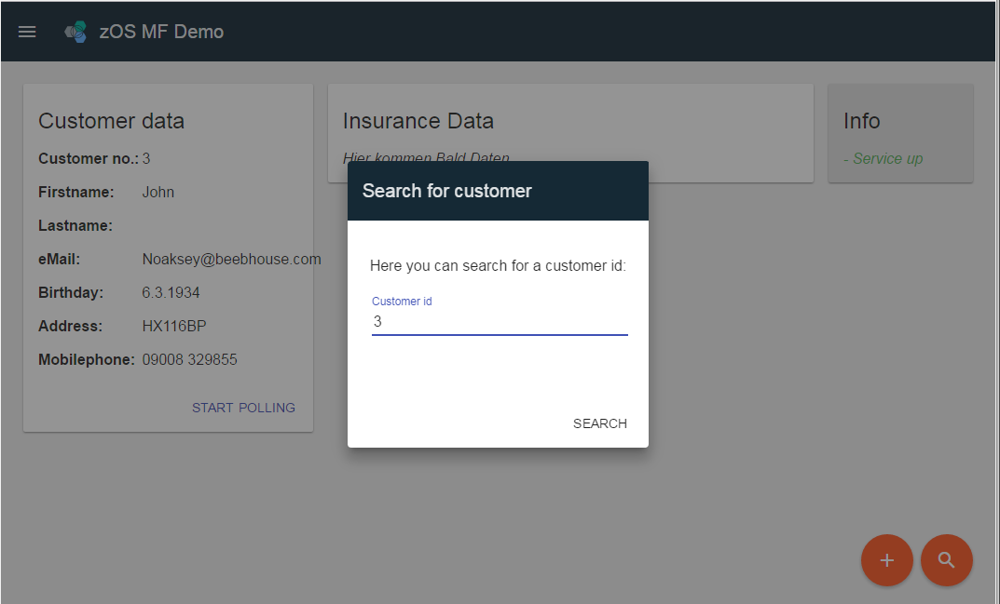 zOS MF Demo
Customer data
Customer no.: 3
Firstname: John
Lastname:
eMail: Noaksey@beebhouse.com
Birthday: 6.3.1934
Address: HX116BP
Mobilephone: 09008 329855
START POLLING
Insurance Data
Hier kommen Bald Daten
Info
- Service up
Search for customer
Here you can search for a customer id:
Customer id
3
SEARCH